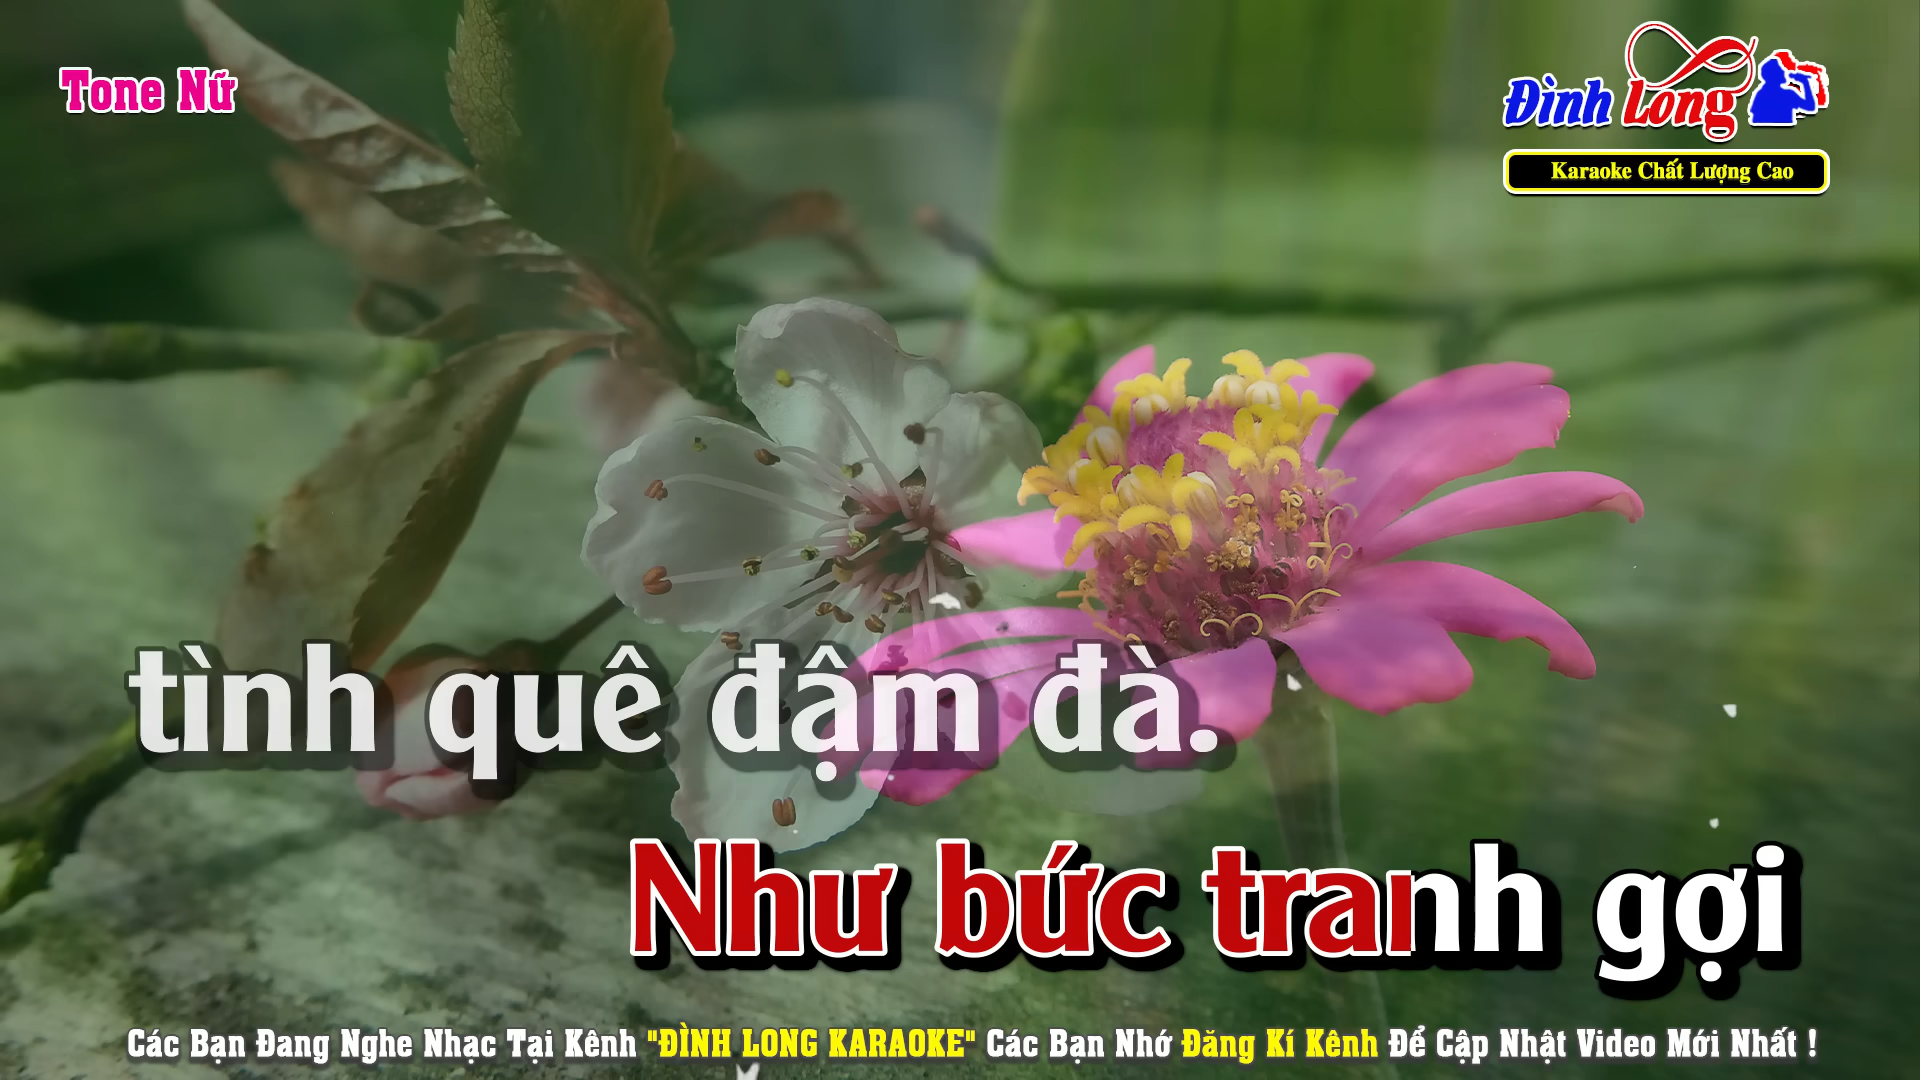 Tone Nữ
Đình Long
Karaoke Chất Lượng Cao
tình quê đậm đà.
Như bức tranh gợi
Các Bạn Đang Nghe Nhạc Tại Kênh "ĐÌNH LONG KARAOKE" Các Bạn Nhớ Đăng Kí Kênh Để Cập Nhật Video Mới Nhất !